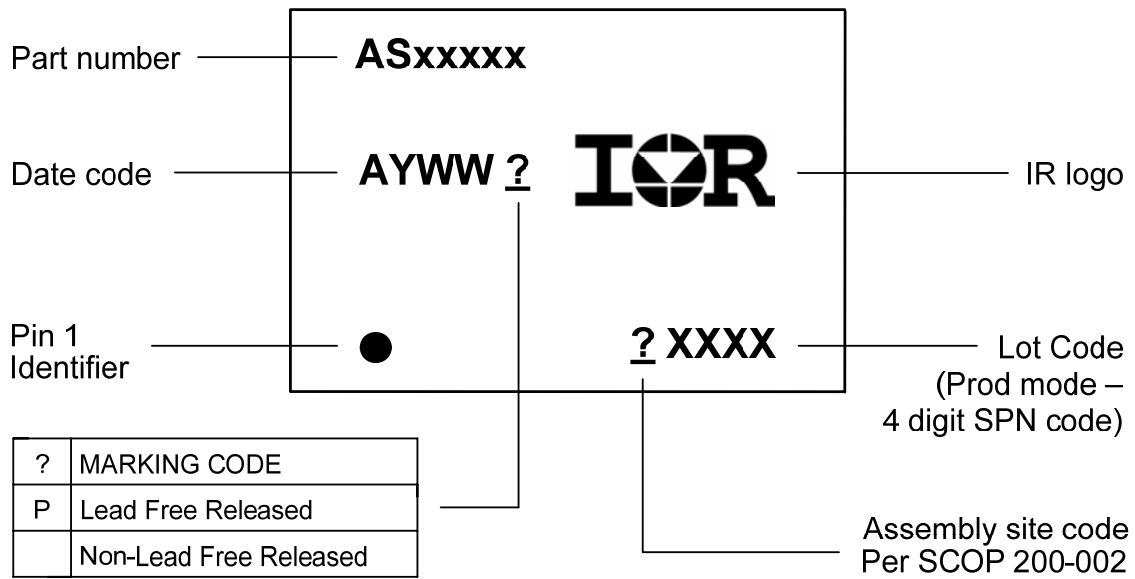 Part number
ASxxxxx
Date code
AYWW ?
IOR
IR logo
Pin 1
Identifier
? XXXX
Lot Code
(Prod mode –
4 digit SPN code)
? MARKING CODE
P Lead Free Released
Non-Lead Free Released
Assembly site code
Per SCOP 200-002